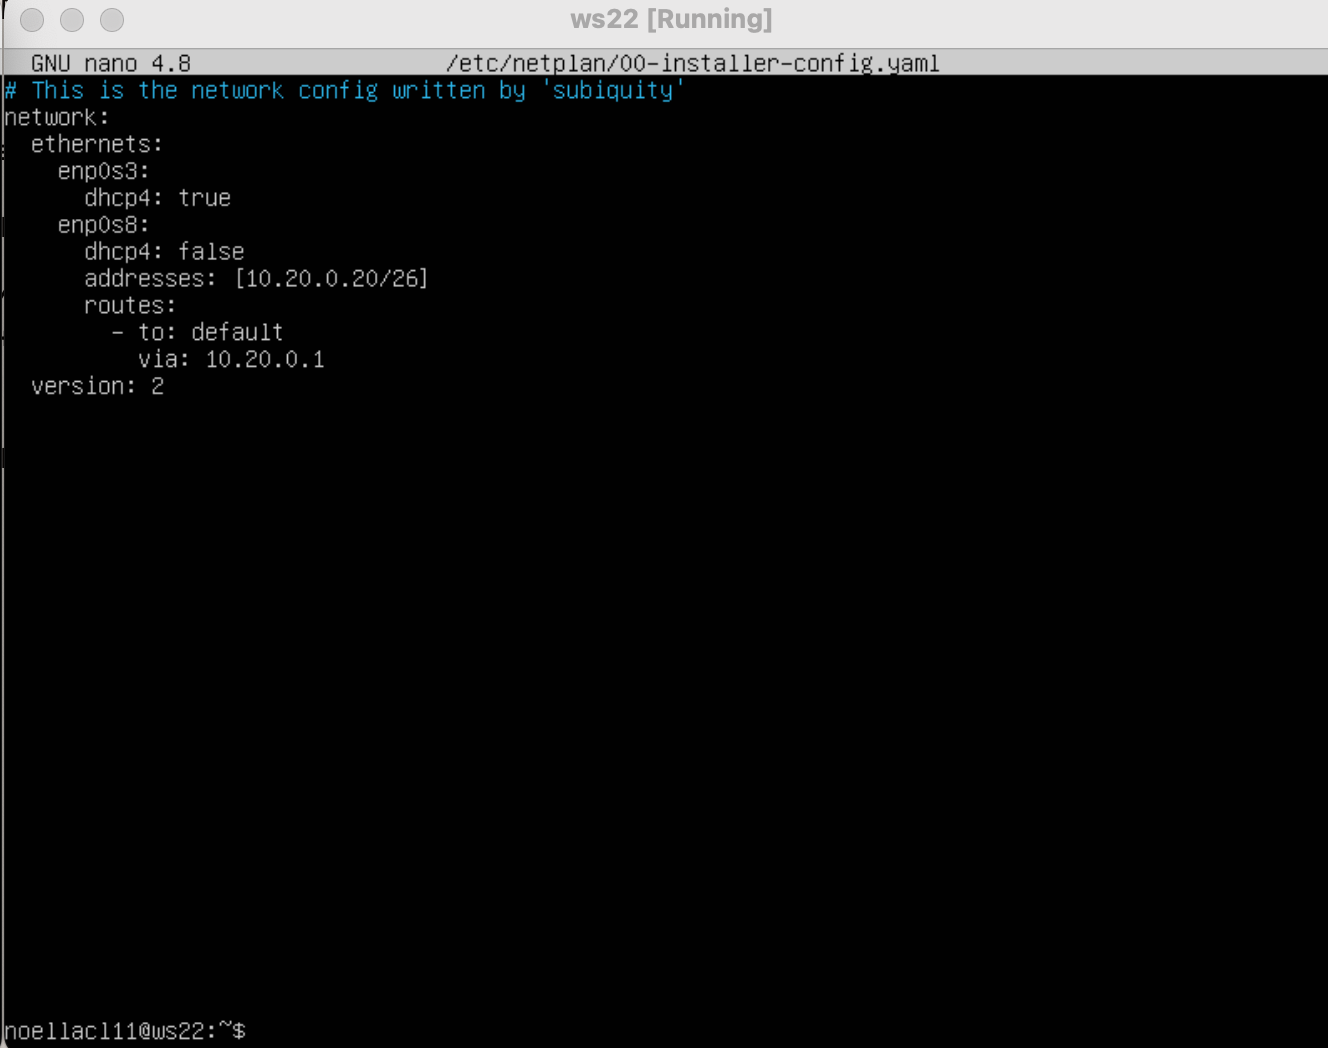 ws22 [Running]
GNU nano 4.8 /etc/netplan/00-installer-config.yaml
# This is the network config written by 'subiquity'
network:
  ethernets:
    enp0s3:
      dhcp4: true
    enp0s8:
      dhcp4: false
      addresses: [10.20.0.20/26]
      routes:
        - to: default
          via: 10.20.0.1
  version: 2
noellacl11@ws22:~$